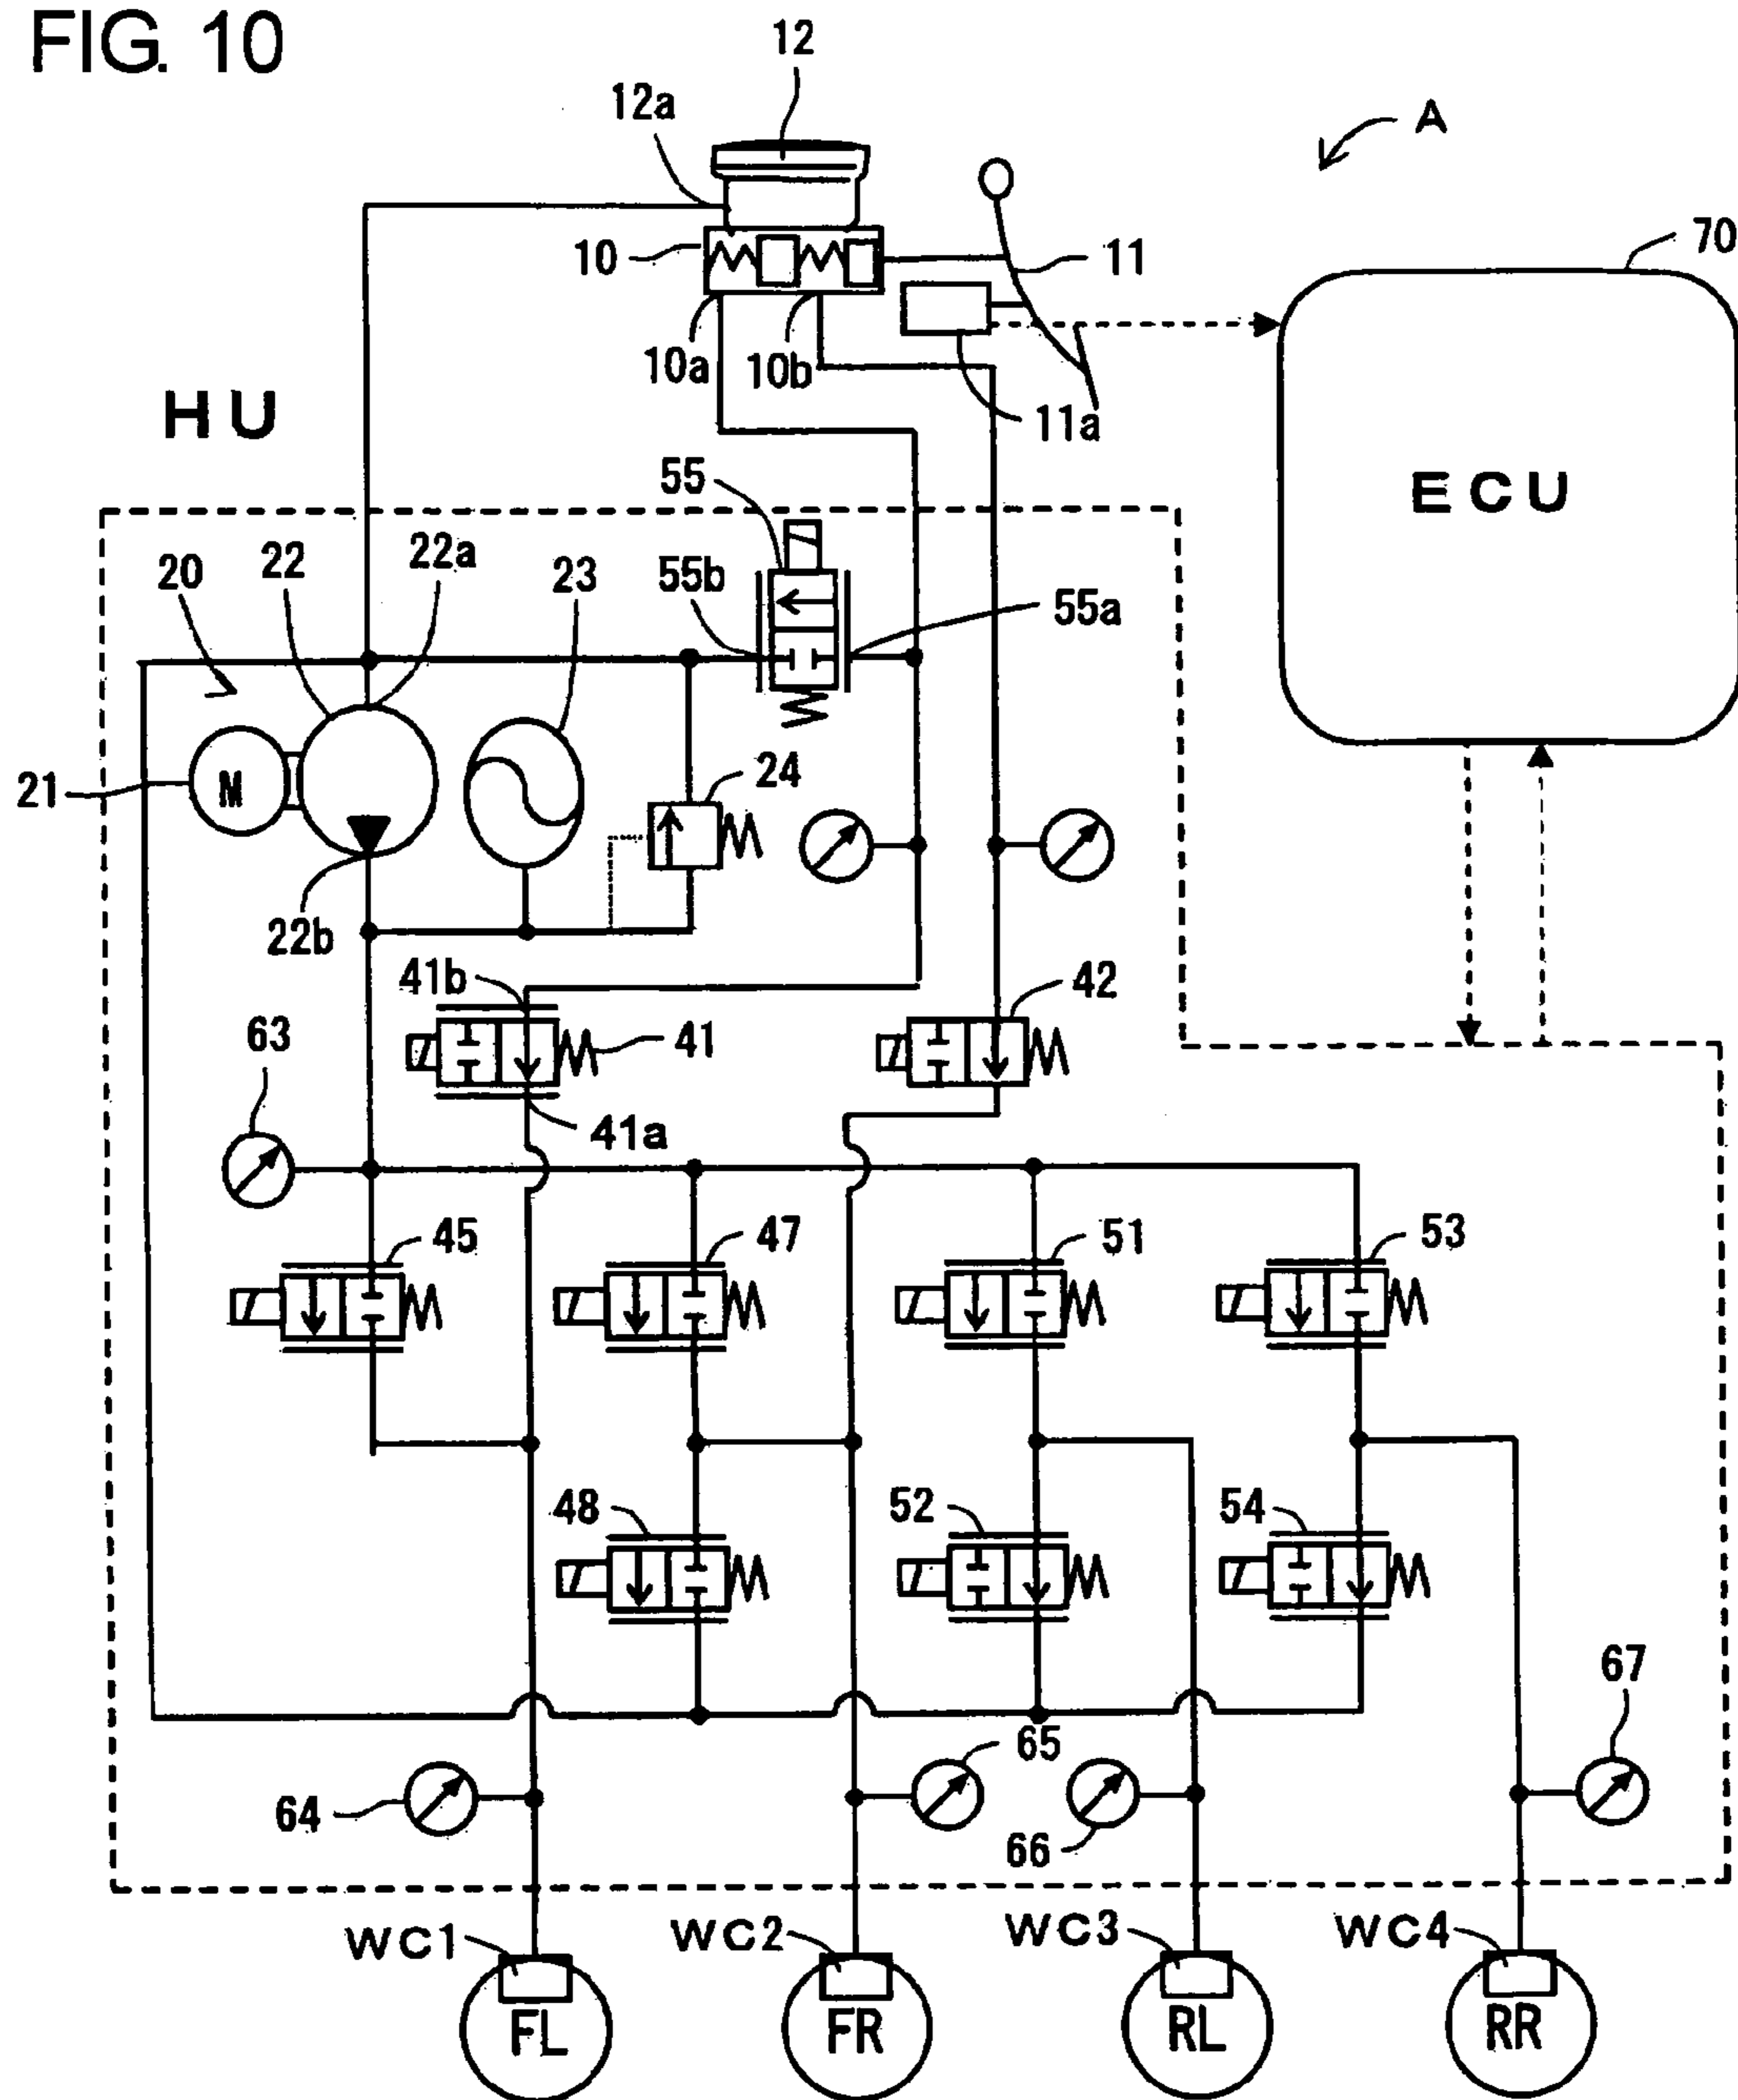 FIG. 10
12
12a
A
10
11
70
10a
10b
11a
HU
ECU
55
20
22
22a
23
55b
55a
21
M
24
22b
41b
42
63
41
41a
45
47
51
53
48
52
54
67
65
64
66
WC1
WC2
WC3
WC4
FL
FR
RL
RR